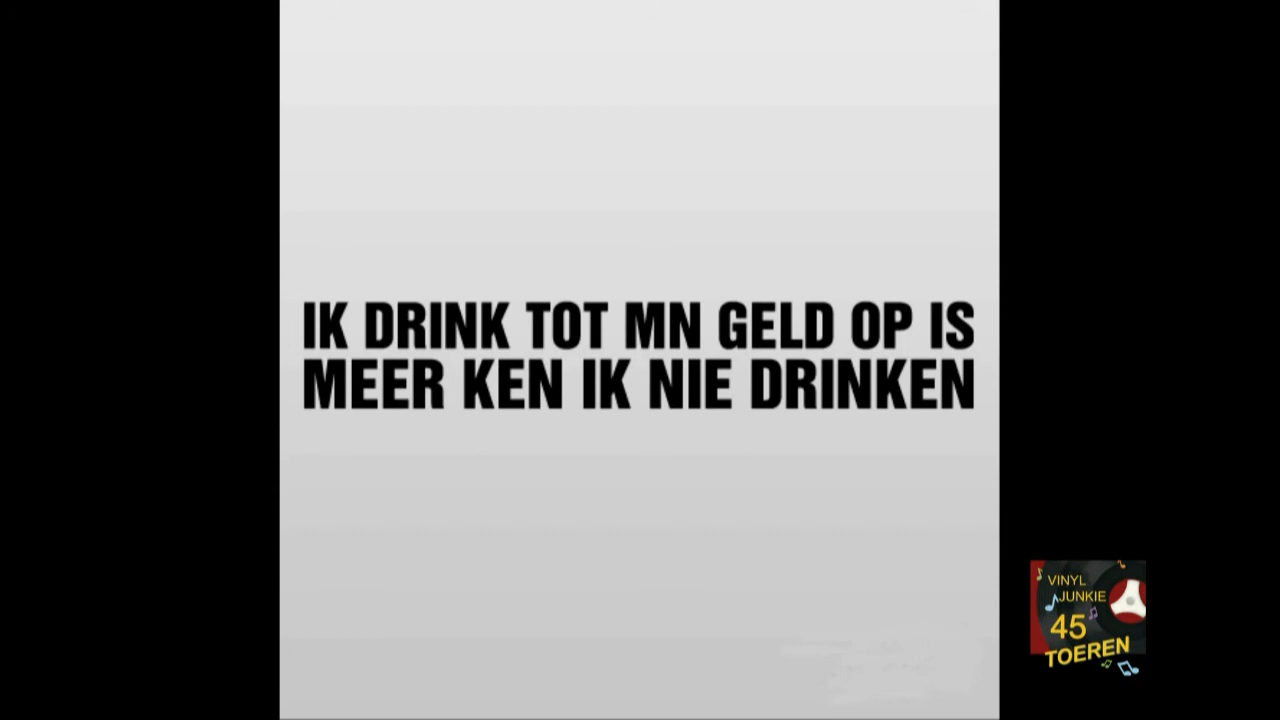 IK DRINK TOT MN GELD OP IS
MEER KEN IK NIE DRINKEN
VINYL
JUNKIE
45
TOEREN